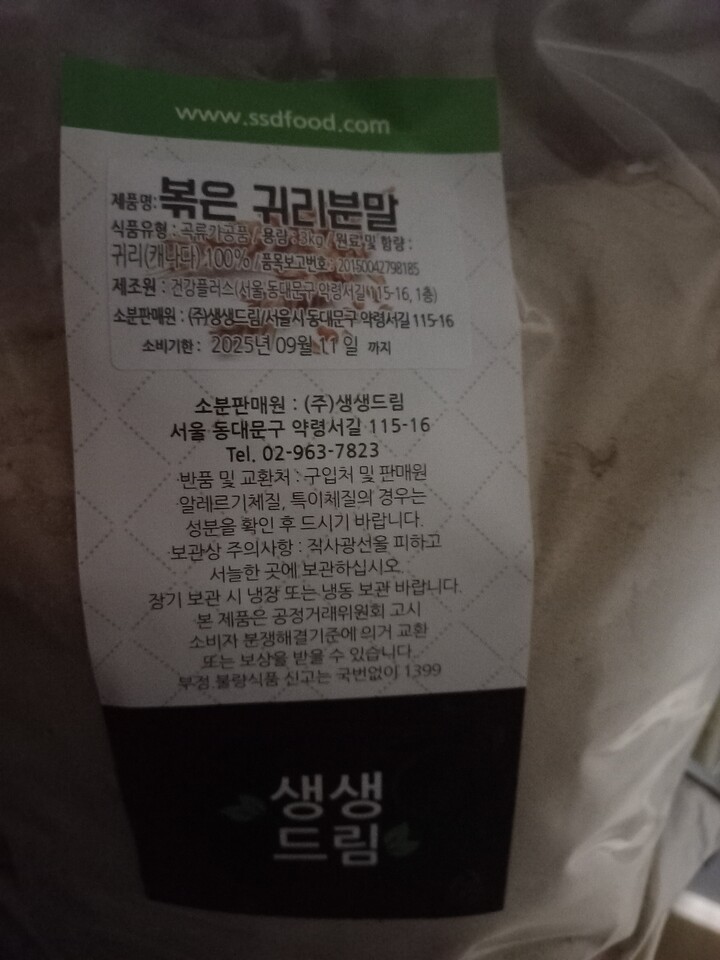 www.ssdfood.com
제품명: 볶은 귀리분말
식품유형 : 곡류가공품 / 용량 : 3kg / 원료 및 함량 :
귀리(캐나다) 100% / 품목보고번호 : 20150042798185
제조원 : 건강플러스(서울 동대문구 약령서길 115-16, 1층)
소분판매원 : (주)생생드림/서울시 동대문구 약령서길 115-16
소비기한 : 2025년 09월 11 일 까지
소분판매원 : (주)생생드림
서울 동대문구 약령서길 115-16
Tel. 02-963-7823
반품 및 교환처 : 구입처 및 판매원
알레르기체질, 특이체질의 경우는
성분을 확인 후 드시기 바랍니다.
보관상 주의사항 : 직사광선을 피하고
서늘한 곳에 보관하십시오
장기 보관 시 냉장 또는 냉동 보관 바랍니다.
본 제품은 공정거래위원회 고시
소비자 분쟁해결기준에 의거 교환
또는 보상을 받을 수 있습니다.
부정.불량식품 신고는 국번없이 1399
생생
드림